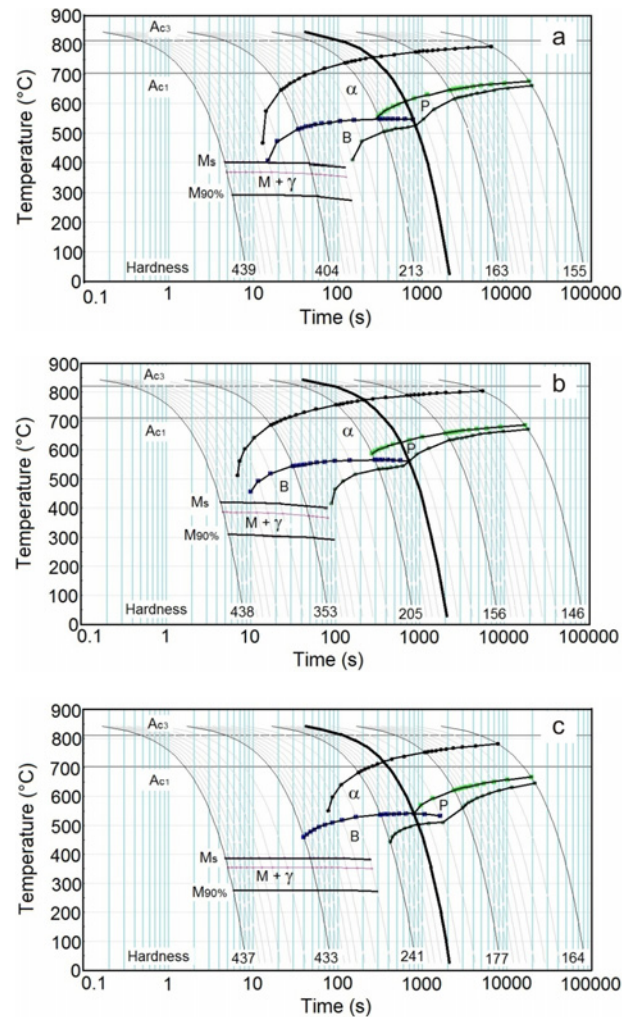 a
900
800
700
600
500
400
300
200
100
0
Temperature (°C)
Ac3
Ac1
α
P
B
Ms
M + γ
M90%
Hardness 439 404 213 163 155
0.1 1 10 100 1000 10000 100000
Time (s)
b
900
800
700
600
500
400
300
200
100
0
Temperature (°C)
Ac3
Ac1
α
P
B
Ms
M + γ
M90%
Hardness 438 353 205 156 146
0.1 1 10 100 1000 10000 100000
Time (s)
c
900
800
700
600
500
400
300
200
100
0
Temperature (°C)
Ac3
Ac1
α
P
B
Ms
M + γ
M90%
Hardness 437 433 241 177 164
0.1 1 10 100 1000 10000 100000
Time (s)